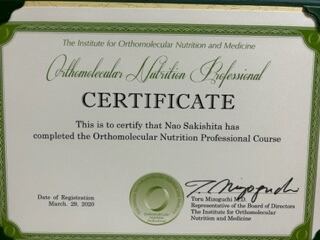 The Institute for Orthomolecular Nutrition and Medicine
Orthomolecular Nutrition Professional
CERTIFICATE
This is to certify that Nao Sakishita has
completed the Orthomolecular Nutrition Professional Course
Date of Registration
March. 29, 2020
T. Mizoguchi
Toru Mizoguchi M.D.
Representative of the Board of Directors
The Institute for Orthomolecular
Nutrition and Medicine